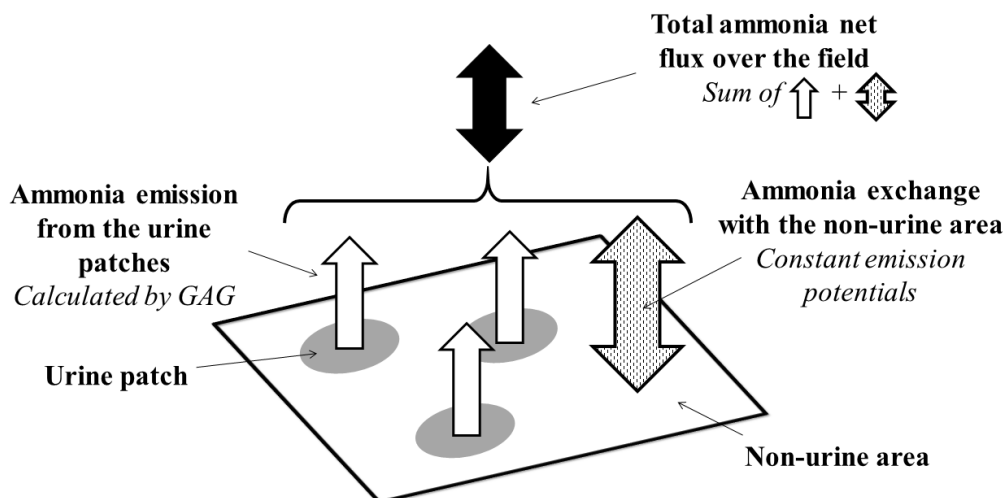 Total ammonia net
flux over the field
Sum of +
Ammonia emission
from the urine
patches
Calculated by GAG
Ammonia exchange
with the non-urine area
Constant emission
potentials
Urine patch
Non-urine area